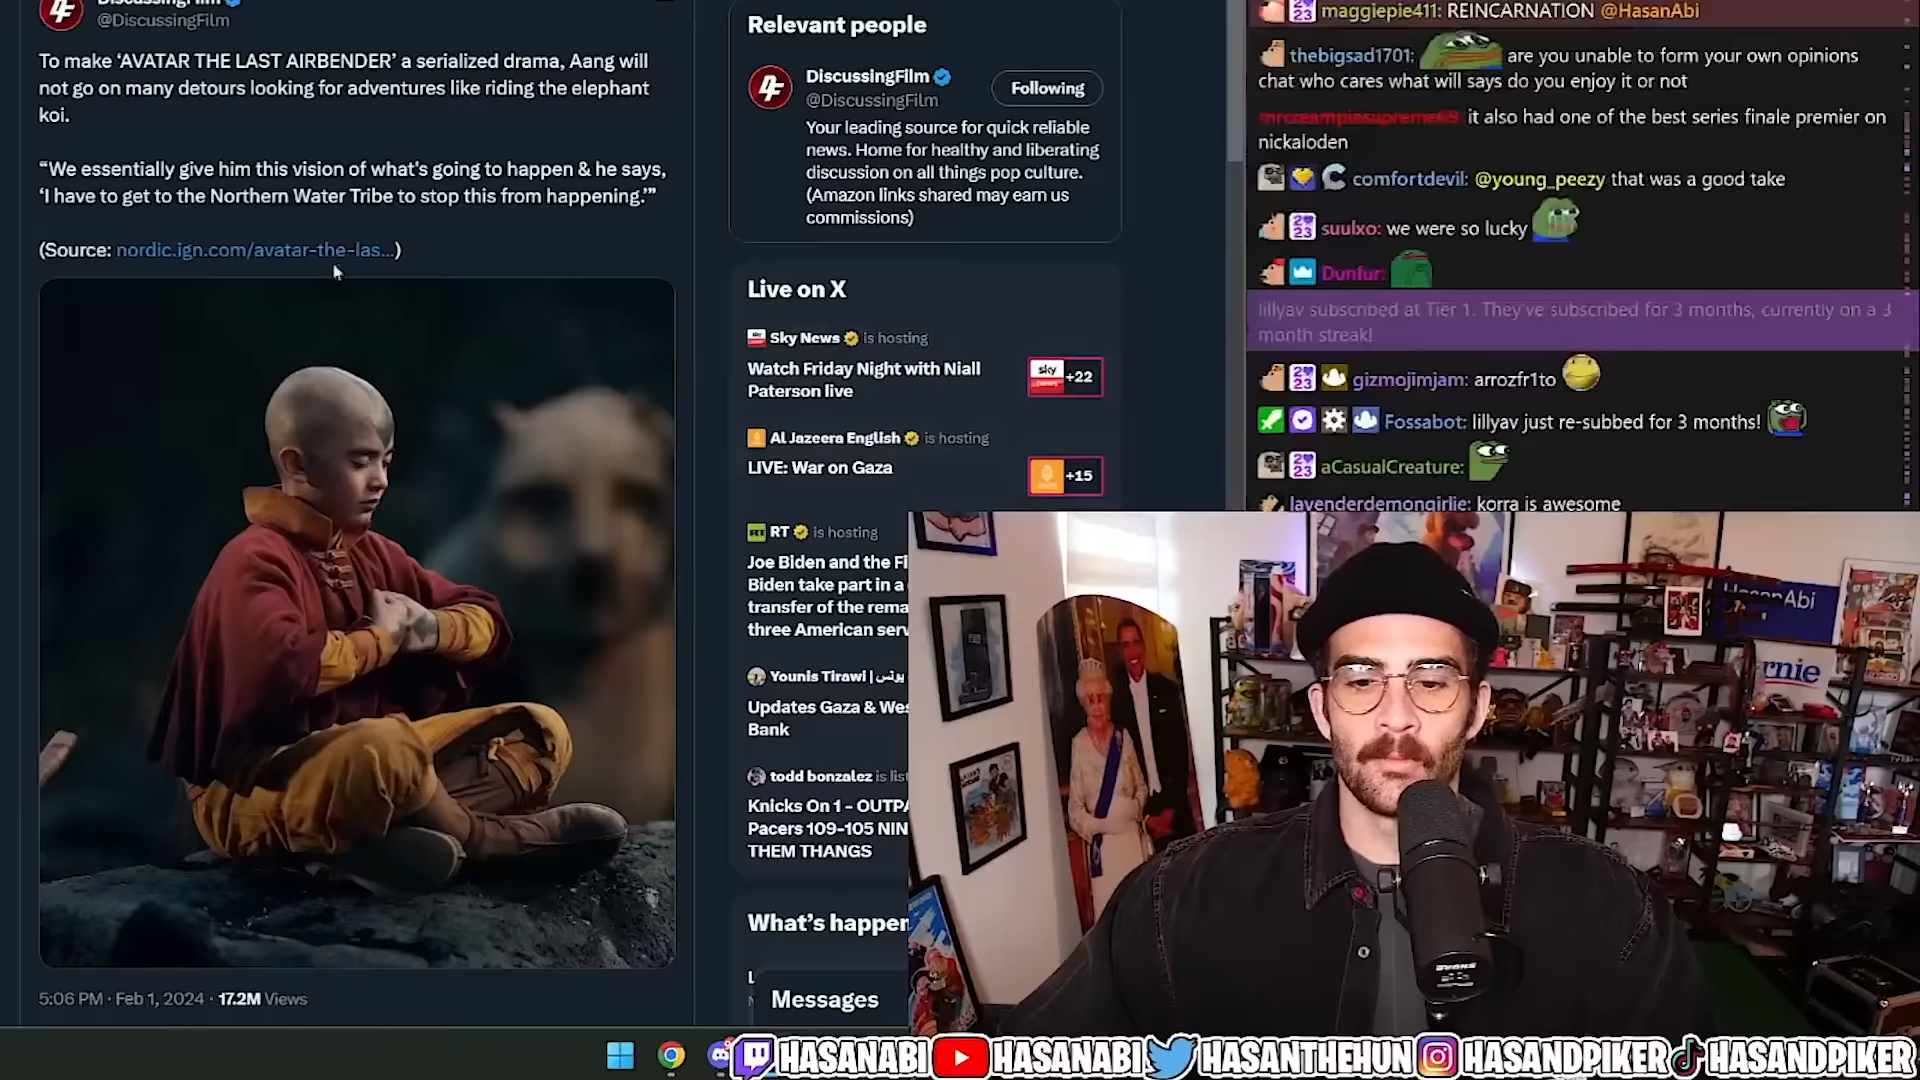 DiscussingFilm
@DiscussingFilm
To make ‘AVATAR THE LAST AIRBENDER’ a serialized drama, Aang will
not go on many detours looking for adventures like riding the elephant
koi.
“We essentially give him this vision of what’s going to happen & he says,
‘I have to get to the Northern Water Tribe to stop this from happening.’”
(Source: nordic.ign.com/avatar-the-las…)
5:06 PM · Feb 1, 2024 · 17.2M Views
Relevant people
DiscussingFilm
@DiscussingFilm
Following
Your leading source for quick reliable
news. Home for healthy and liberating
discussion on all things pop culture.
(Amazon links shared may earn us
commissions)
Live on X
Sky News is hosting
Watch Friday Night with Niall
Paterson live
sky
news
+22
Al Jazeera English is hosting
LIVE: War on Gaza
+15
RT is hosting
Joe Biden and the Fi
Biden take part in a
transfer of the rema
three American serv
Younis Tirawi | يونس
Updates Gaza & Wes
Bank
todd bonzalez is list
Knicks On 1 - OUTPA
Pacers 109-105 NIN
THEM THANGS
What’s happen
Messages
maggiepie411: REINCARNATION @HasanAbi
thebigsad1701: are you unable to form your own opinions
chat who cares what will says do you enjoy it or not
it also had one of the best series finale premier on
nickaloden
comfortdevil: @young_peezy that was a good take
suulxo: we were so lucky
Dunfur:
lillyav subscribed at Tier 1. They've subscribed for 3 months, currently on a 3
month streak!
gizmojimjam: arrozfr1to
Fossabot: lillyav just re-subbed for 3 months!
aCasualCreature:
lavenderdemongirlie: korra is awesome
HasanAbi
rnie
HASANABI HASANABI HASANTHEHUN HASANDPIKER HASANDPIKER